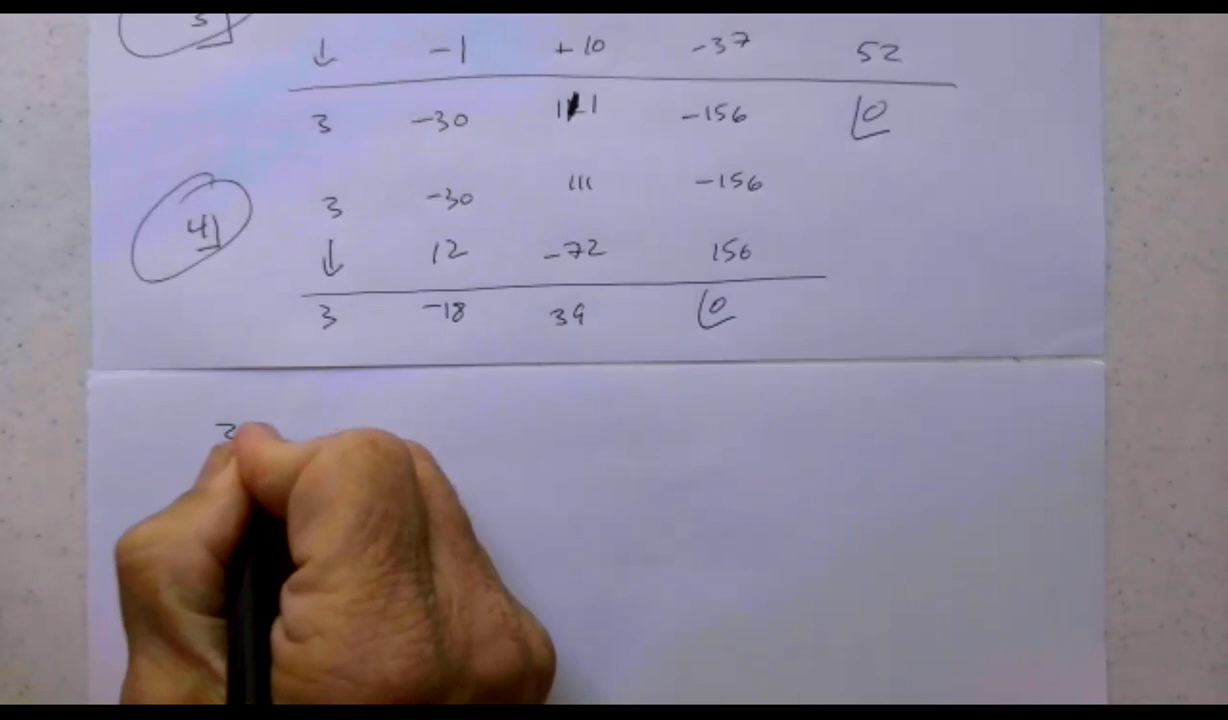 ↓ -1 +10 -37 52
3 -30 111 -156 0
3 -30 111 -156
4)
↓ 12 -72 156
3 -18 39 0